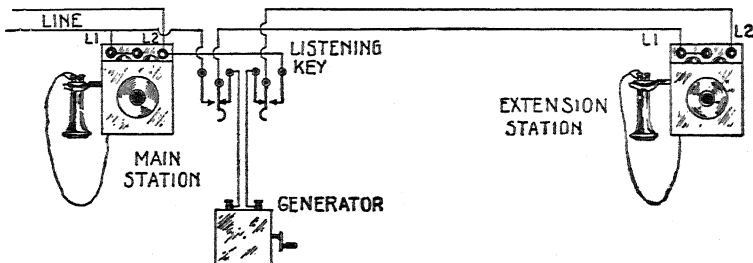 LINE
L1
L2
LISTENING
KEY
L1
L2
EXTENSION
STATION
MAIN
STATION
GENERATOR